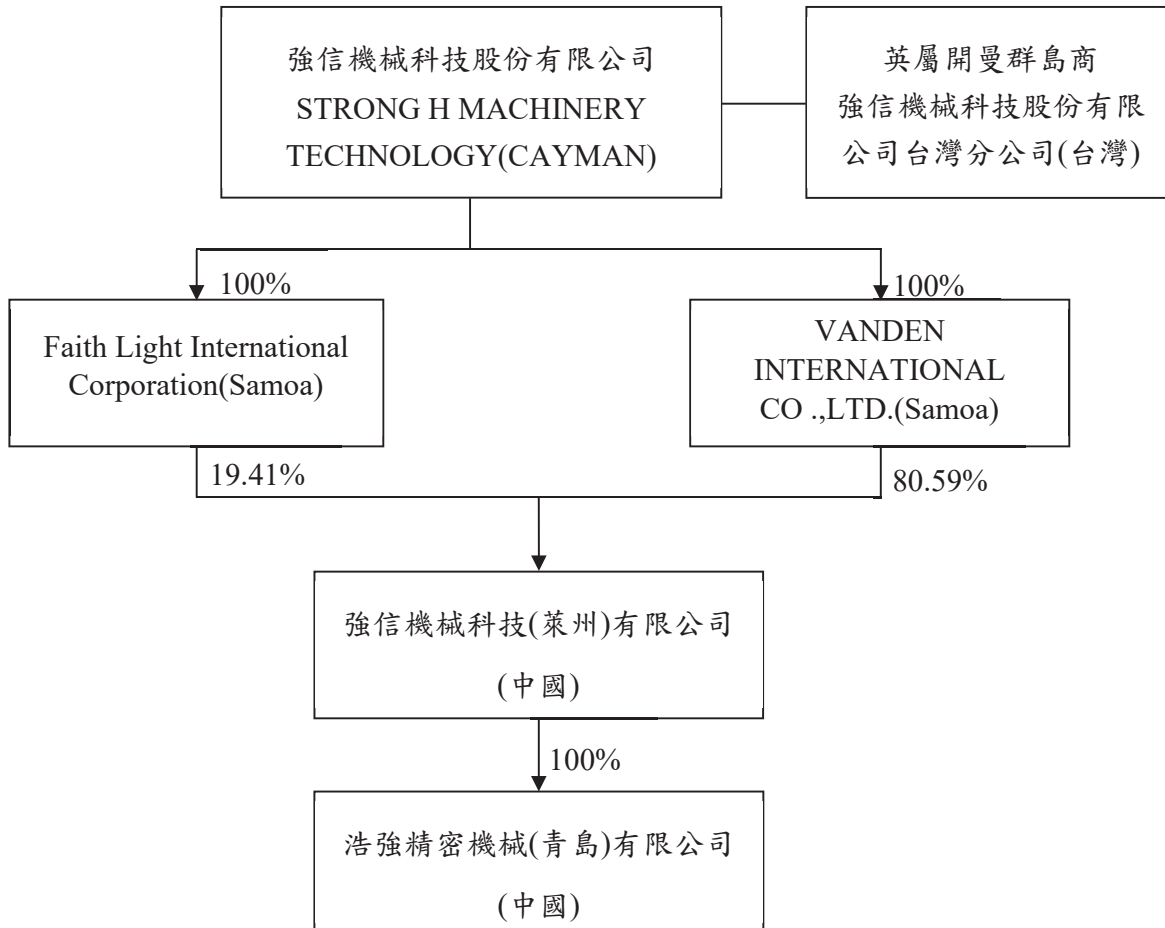 強信機械科技股份有限公司
STRONG H MACHINERY
TECHNOLOGY(CAYMAN)
英屬開曼群島商
強信機械科技股份有限
公司台灣分公司(台灣)
100%
100%
Faith Light International
Corporation(Samoa)
VANDEN
INTERNATIONAL
CO .,LTD.(Samoa)
19.41%
80.59%
強信機械科技(萊州)有限公司
(中國)
100%
浩強精密機械(青島)有限公司
(中國)